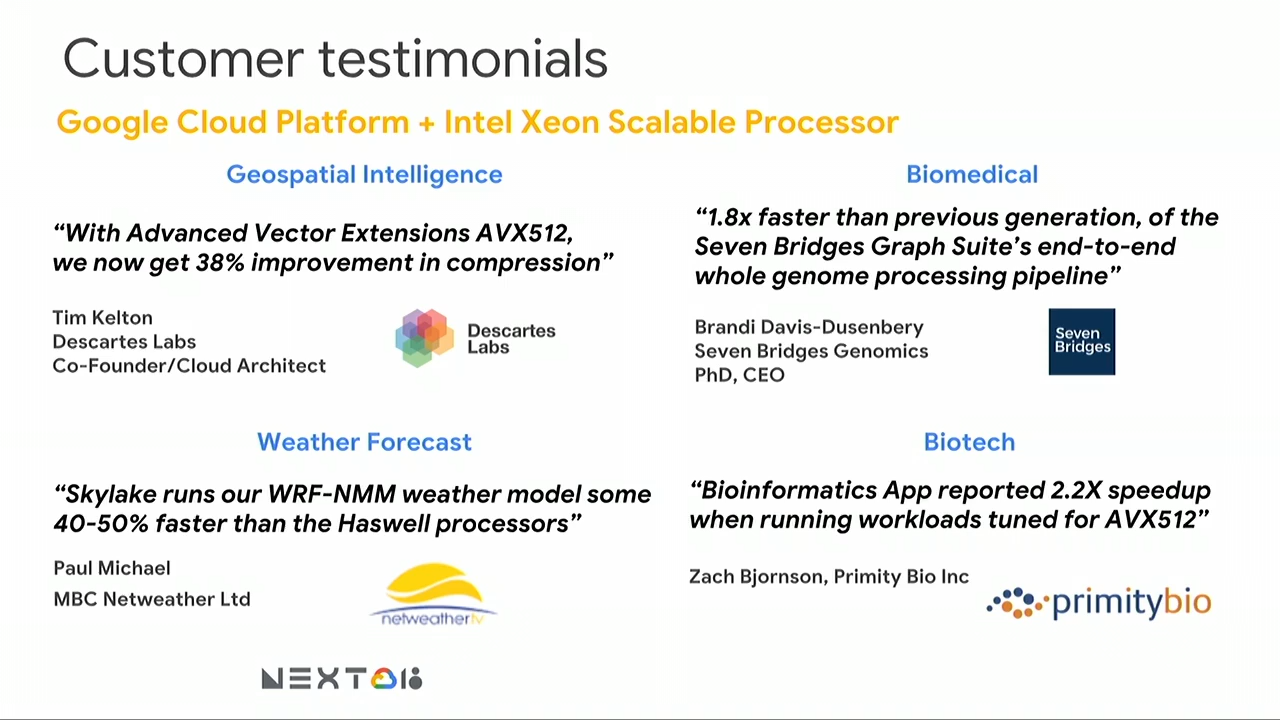 Customer testimonials
Google Cloud Platform + Intel Xeon Scalable Processor
Geospatial Intelligence
“With Advanced Vector Extensions AVX512,
we now get 38% improvement in compression”
Tim Kelton
Descartes Labs
Co-Founder/Cloud Architect
Descartes
Labs
Biomedical
“1.8x faster than previous generation, of the
Seven Bridges Graph Suite’s end-to-end
whole genome processing pipeline”
Brandi Davis-Dusenbery
Seven Bridges Genomics
PhD, CEO
Seven
Bridges
Weather Forecast
“Skylake runs our WRF-NMM weather model some
40-50% faster than the Haswell processors”
Paul Michael
MBC Netweather Ltd
netweathertv
Biotech
“Bioinformatics App reported 2.2X speedup
when running workloads tuned for AVX512”
Zach Bjornson, Primity Bio Inc
primitybio
NEXT 18